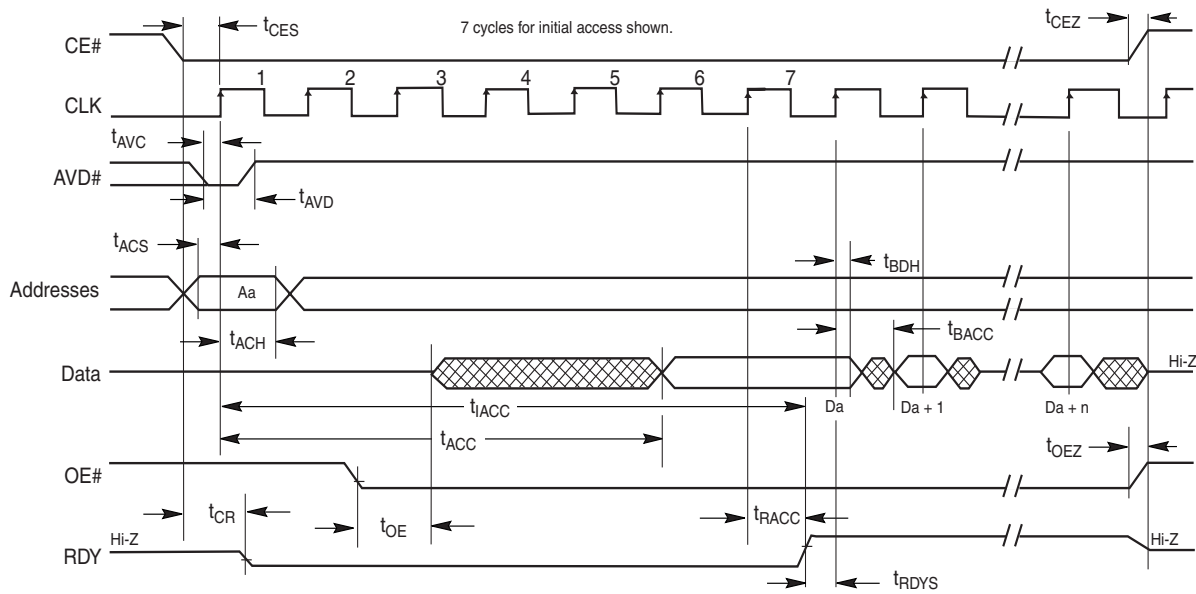 7 cycles for initial access shown.
tCES
tCEZ
CE#
1 2 3 4 5 6 7
CLK
tAVC
AVD#
tAVD
tACS
tBDH
Addresses
Aa
tACH
tBACC
Data
Hi-Z
tIACC
Da
Da + 1
Da + n
tACC
tOEZ
OE#
tCR
tOE
tRACC
Hi-Z
Hi-Z
RDY
tRDYS